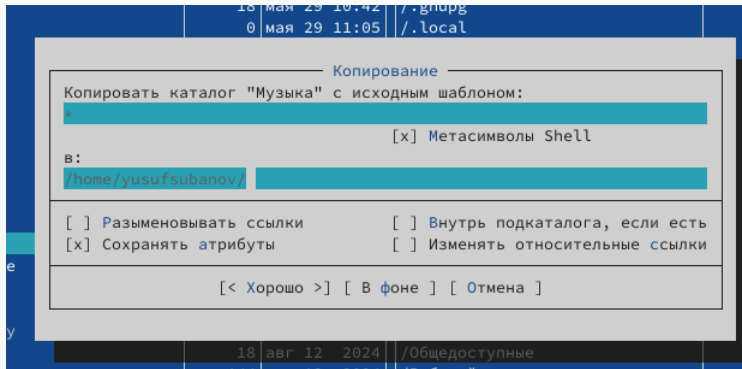 18 мая 29 10:42 /.gnupg
0 мая 29 11:05 /.local
Копирование
Копировать каталог "Музыка" с исходным шаблоном:
*
[x] Метасимволы Shell
в:
/home/yusufsubanov/
[ ] Разыменовывать ссылки [ ] Внутрь подкаталога, если есть
[x] Сохранять атрибуты [ ] Изменять относительные ссылки
е
[< Хорошо >] [ В фоне ] [ Отмена ]
у
18 авг 12 2024 /Общедоступные